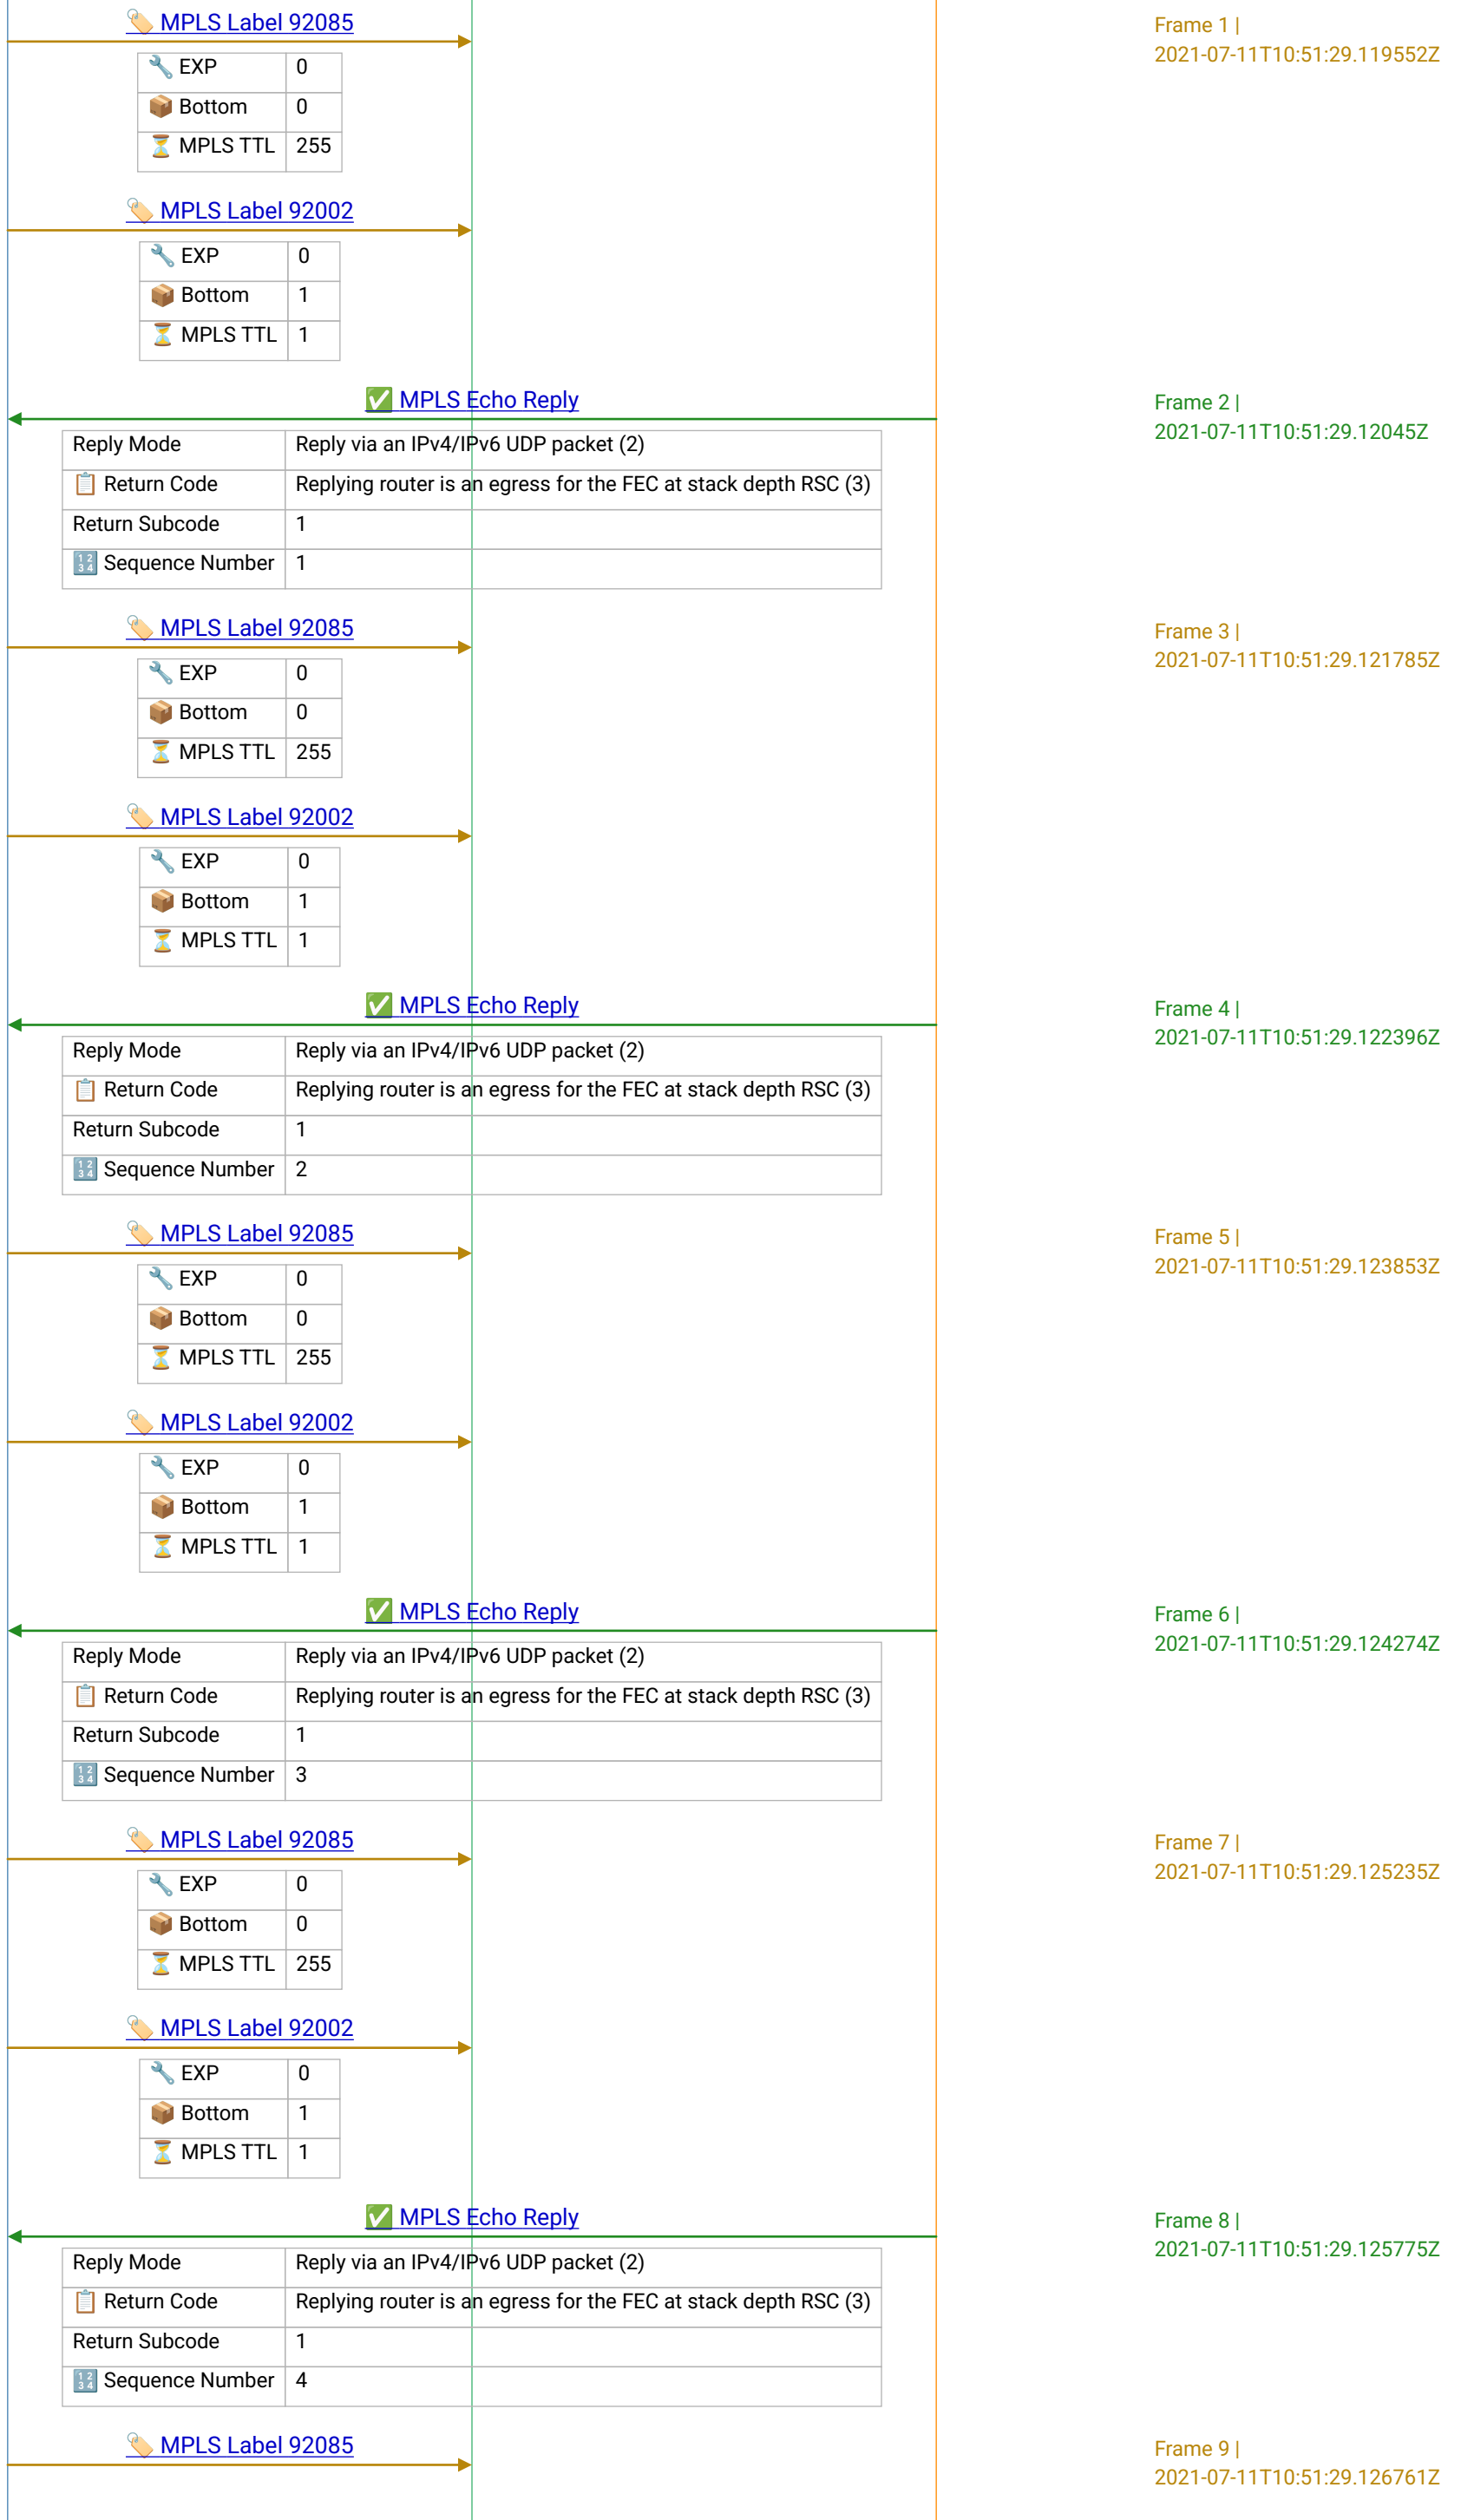 🏷️ MPLS Label 92085
Frame 1 |
2021-07-11T10:51:29.119552Z
🔧 EXP 0
📦 Bottom 0
⏳ MPLS TTL 255
🏷️ MPLS Label 92002
🔧 EXP 0
📦 Bottom 1
⏳ MPLS TTL 1
✅ MPLS Echo Reply
Frame 2 |
2021-07-11T10:51:29.12045Z
Reply Mode Reply via an IPv4/IPv6 UDP packet (2)
📋 Return Code Replying router is an egress for the FEC at stack depth RSC (3)
Return Subcode 1
🔢 Sequence Number 1
🏷️ MPLS Label 92085
Frame 3 |
2021-07-11T10:51:29.121785Z
🔧 EXP 0
📦 Bottom 0
⏳ MPLS TTL 255
🏷️ MPLS Label 92002
🔧 EXP 0
📦 Bottom 1
⏳ MPLS TTL 1
✅ MPLS Echo Reply
Frame 4 |
2021-07-11T10:51:29.122396Z
Reply Mode Reply via an IPv4/IPv6 UDP packet (2)
📋 Return Code Replying router is an egress for the FEC at stack depth RSC (3)
Return Subcode 1
🔢 Sequence Number 2
🏷️ MPLS Label 92085
Frame 5 |
2021-07-11T10:51:29.123853Z
🔧 EXP 0
📦 Bottom 0
⏳ MPLS TTL 255
🏷️ MPLS Label 92002
🔧 EXP 0
📦 Bottom 1
⏳ MPLS TTL 1
✅ MPLS Echo Reply
Frame 6 |
2021-07-11T10:51:29.124274Z
Reply Mode Reply via an IPv4/IPv6 UDP packet (2)
📋 Return Code Replying router is an egress for the FEC at stack depth RSC (3)
Return Subcode 1
🔢 Sequence Number 3
🏷️ MPLS Label 92085
Frame 7 |
2021-07-11T10:51:29.125235Z
🔧 EXP 0
📦 Bottom 0
⏳ MPLS TTL 255
🏷️ MPLS Label 92002
🔧 EXP 0
📦 Bottom 1
⏳ MPLS TTL 1
✅ MPLS Echo Reply
Frame 8 |
2021-07-11T10:51:29.125775Z
Reply Mode Reply via an IPv4/IPv6 UDP packet (2)
📋 Return Code Replying router is an egress for the FEC at stack depth RSC (3)
Return Subcode 1
🔢 Sequence Number 4
🏷️ MPLS Label 92085
Frame 9 |
2021-07-11T10:51:29.126761Z